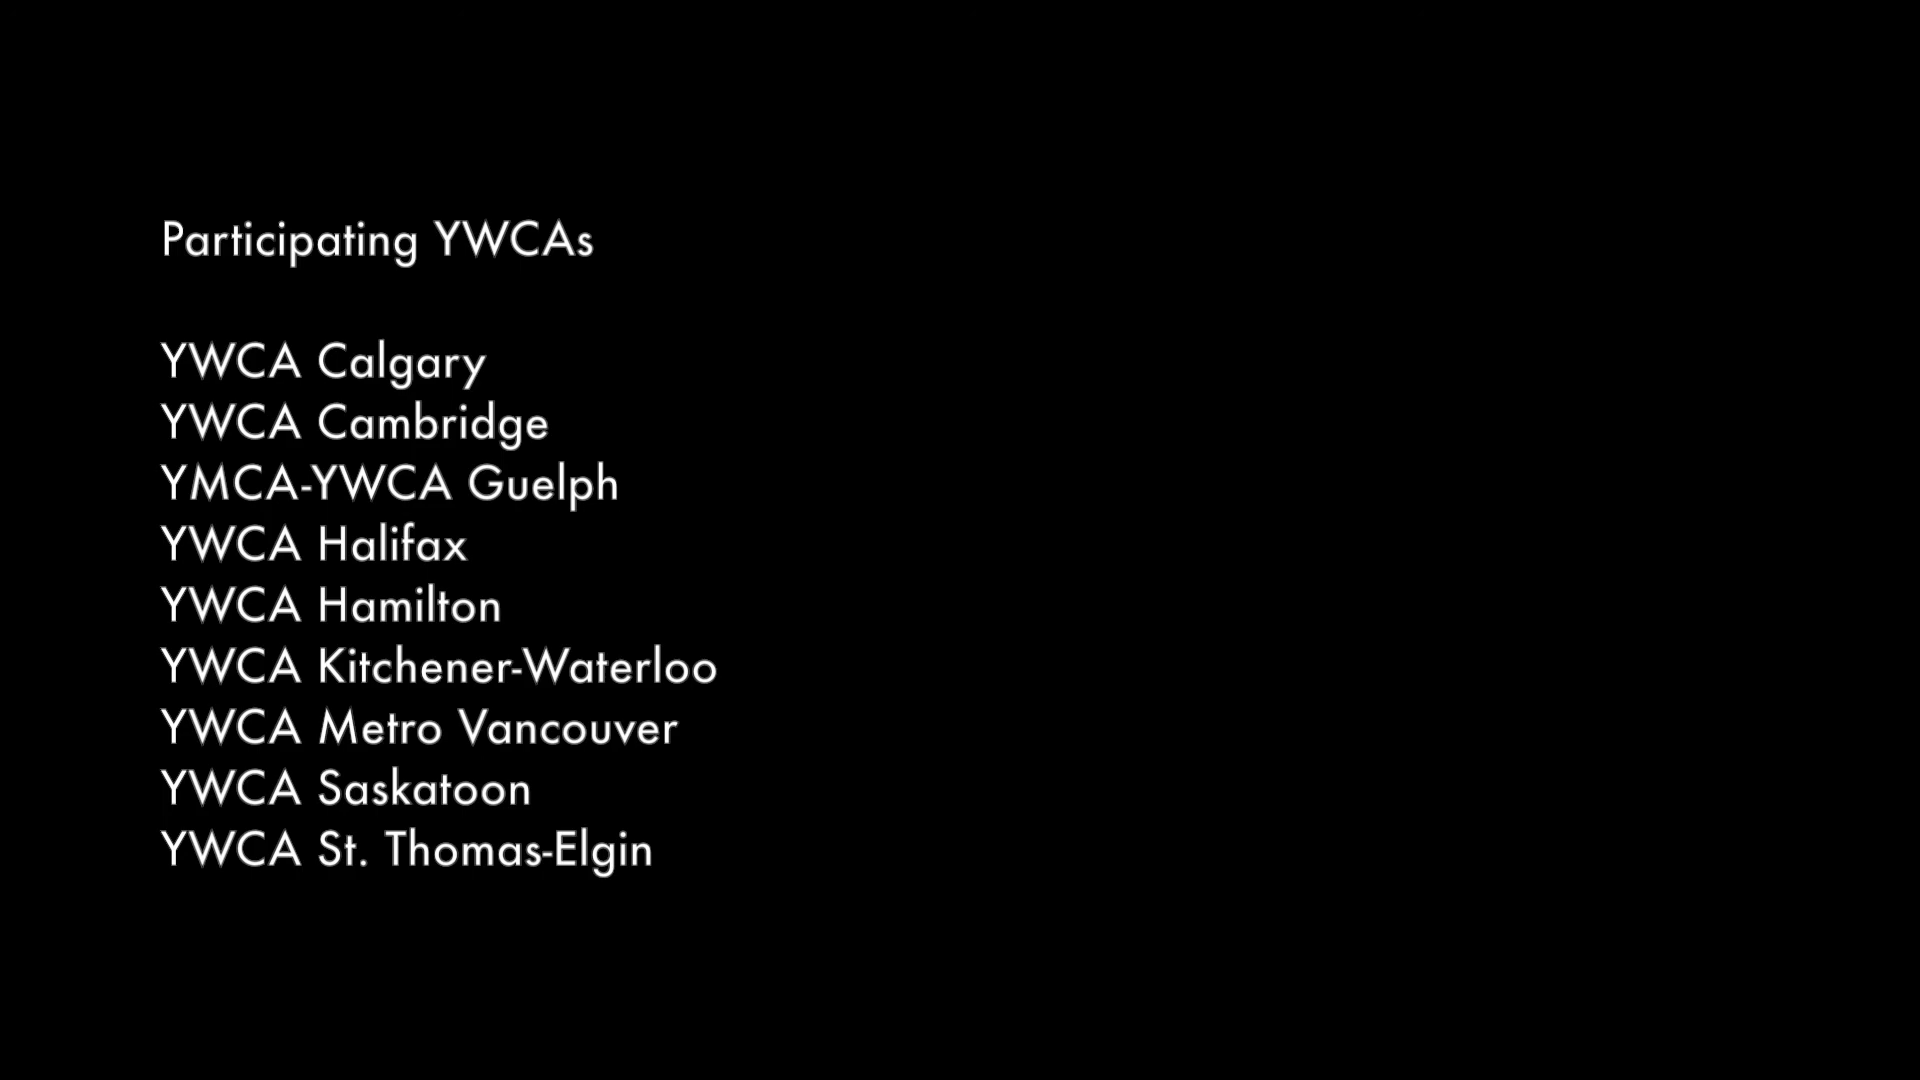 Participating YWCAs
YWCA Calgary
YWCA Cambridge
YMCA-YWCA Guelph
YWCA Halifax
YWCA Hamilton
YWCA Kitchener-Waterloo
YWCA Metro Vancouver
YWCA Saskatoon
YWCA St. Thomas-Elgin